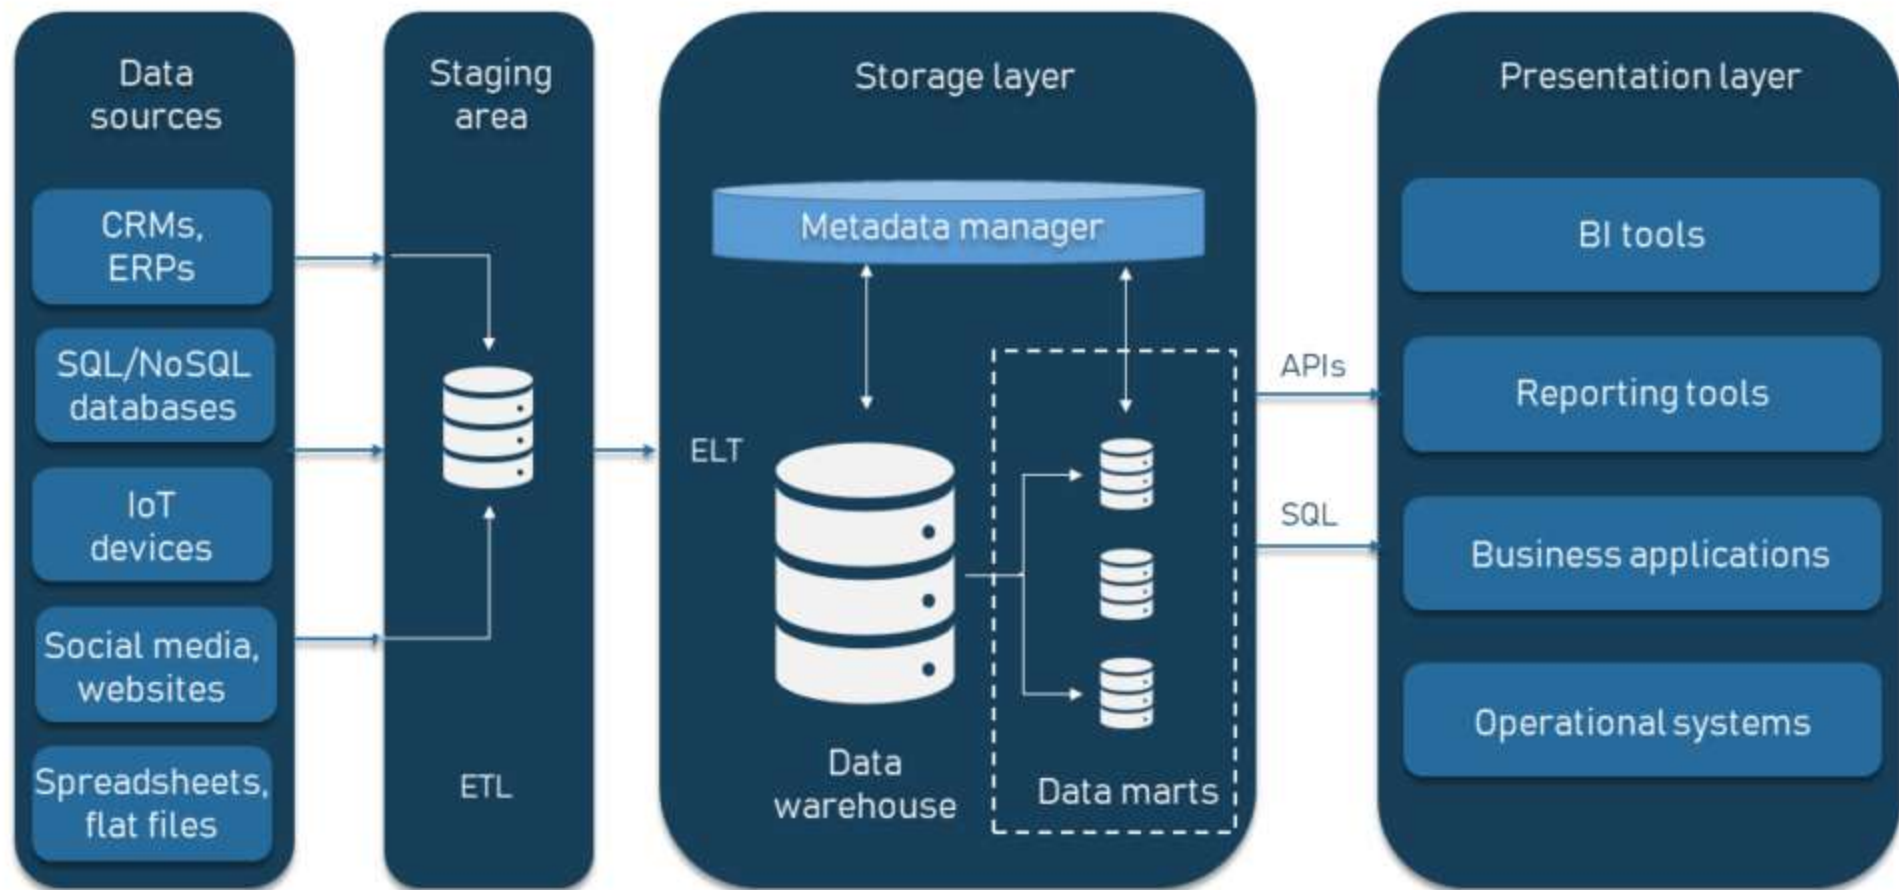 Data
sources
CRMs,
ERPs
SQL/NoSQL
databases
IoT
devices
Social media,
websites
Spreadsheets,
flat files
Staging
area
ETL
Storage layer
Metadata manager
ELT
Data
warehouse
Data marts
APIs
SQL
Presentation layer
BI tools
Reporting tools
Business applications
Operational systems